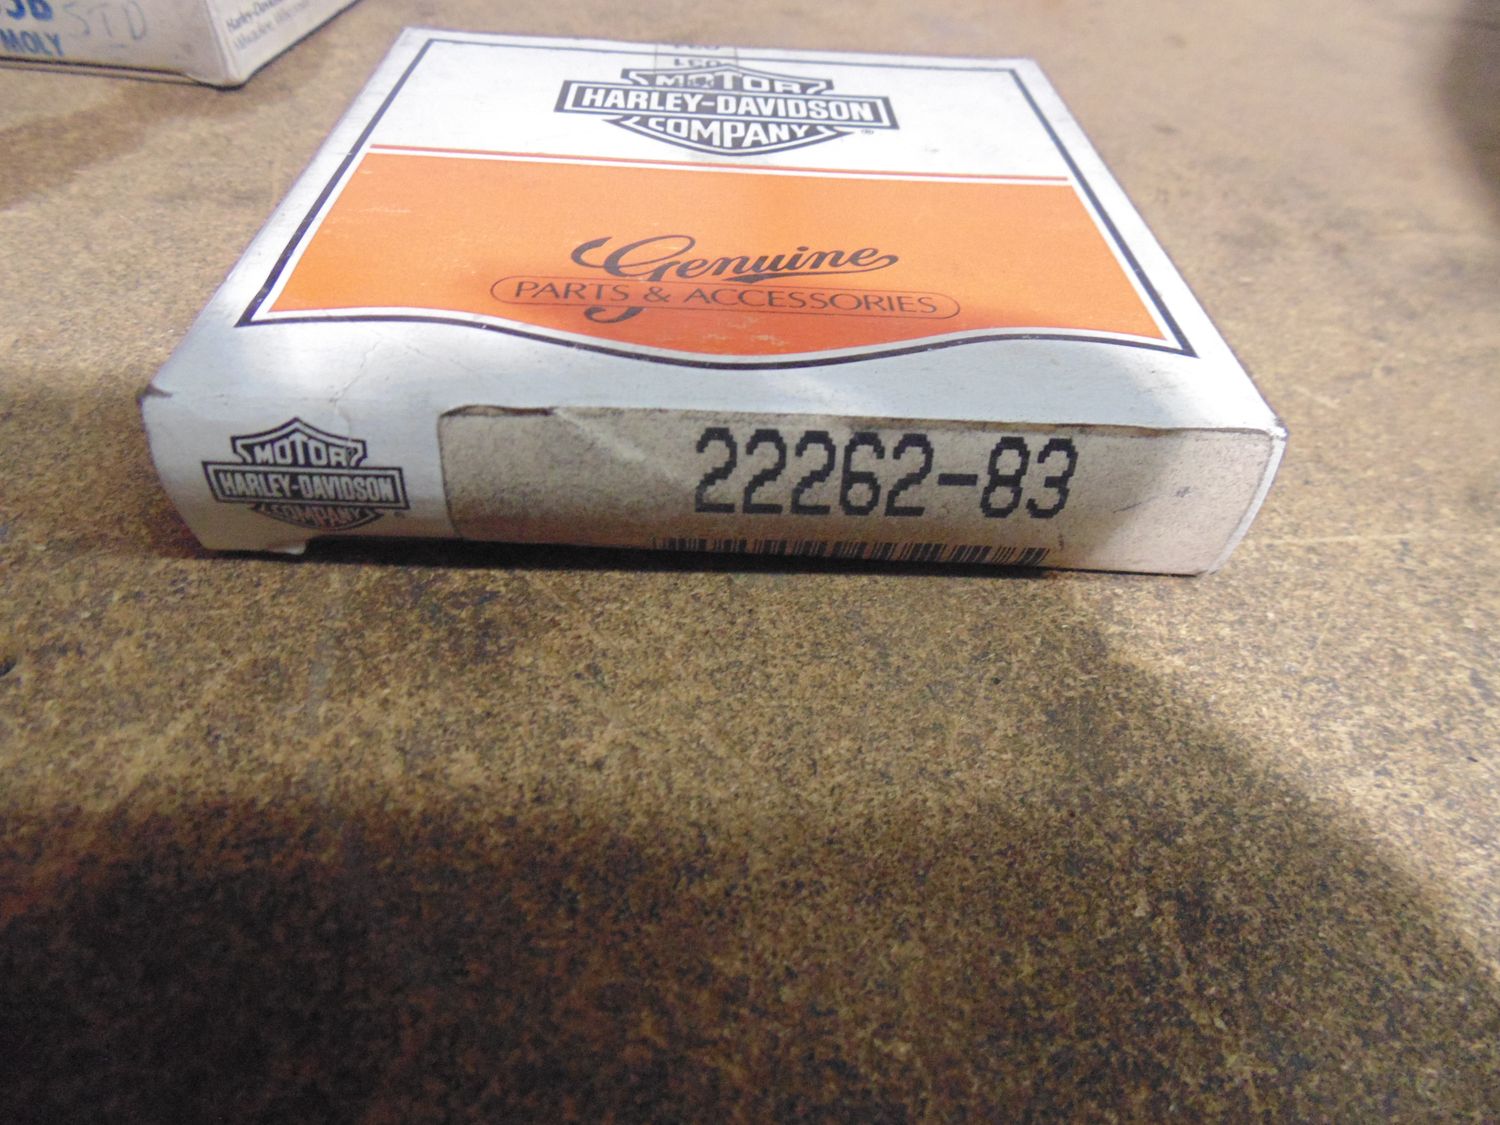 MOLY STD
MOTOR
HARLEY-DAVIDSON
COMPANY
®
Genuine
PARTS & ACCESSORIES
MOTOR
HARLEY-DAVIDSON
COMPANY
22262-83